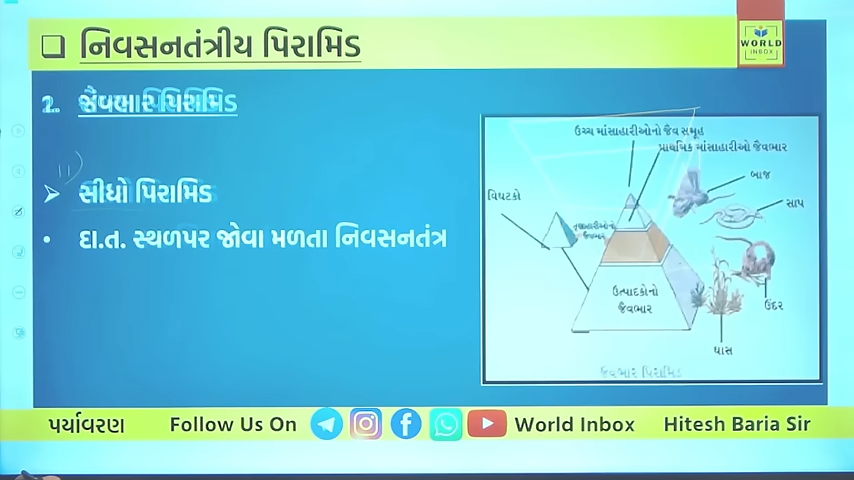 નિવસનતંત્રીય પિરામિડ
WORLD
INBOX
પિરામિડ
સીધો પિરામિડ
દા.ત. સ્થળપર જોવા મળતા નિવસનતંત્ર
ઉચ્ચ માંસાહારીઓનો જૈવ સમૂહ
પ્રાથમિક માંસાહારીઓ જૈવભાર
બાજ
વિઘટકો
સાપ
તૃણાહારીઓનો
જૈવભાર
ઉત્પાદકોનો
જૈવભાર
ઉંદર
ઘાસ
જૈવભાર પિરામિડ
પર્યાવરણ
Follow Us On
World Inbox
Hitesh Baria Sir